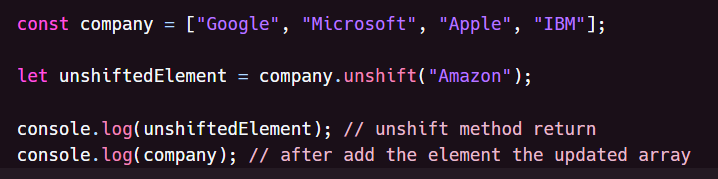 const company = ["Google", "Microsoft", "Apple", "IBM"];
let unshiftedElement = company.unshift("Amazon");
console.log(unshiftedElement); // unshift method return
console.log(company); // after add the element the updated array